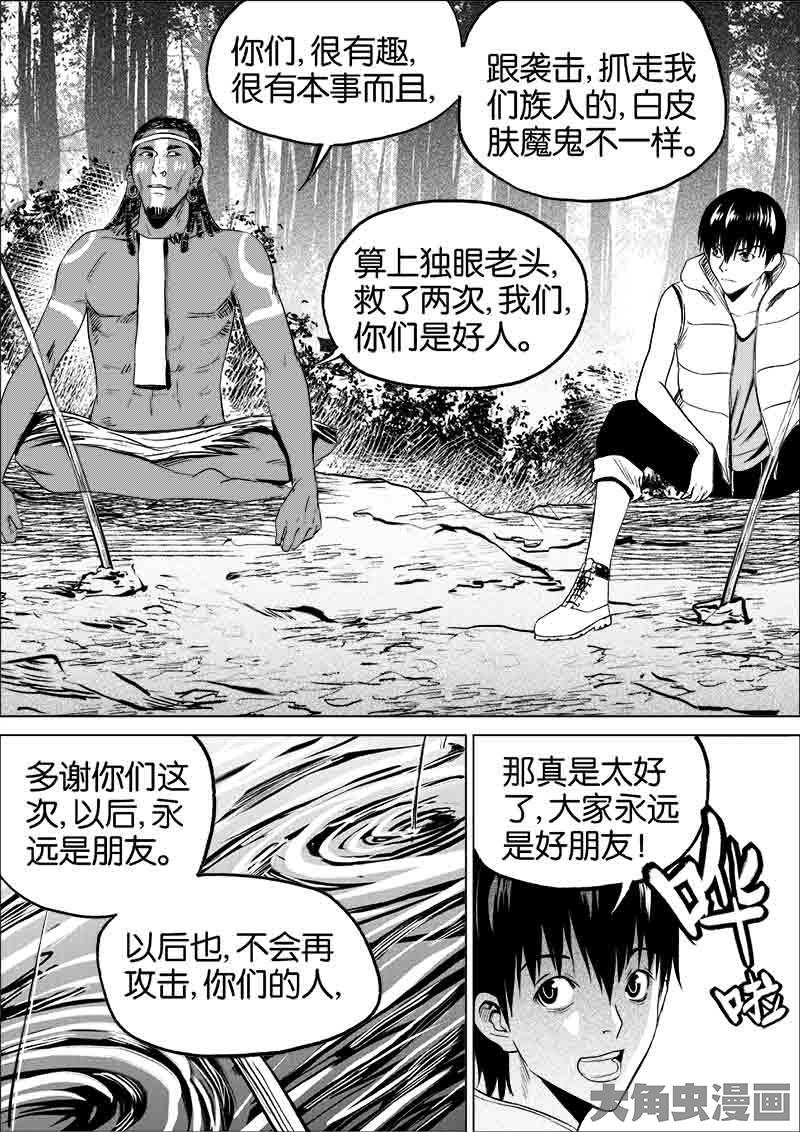 你们,很有趣,
很有本事而且,
跟袭击,抓走我
们族人的,白皮
肤魔鬼不一样。
算上独眼老头,
救了两次,我们,
你们是好人。
多谢你们这
次,以后,永
远是朋友。
以后也,不会再
攻击,你们的人,
那真是太好
了,大家永远
是好朋友!
哗
啦
大角虫漫画